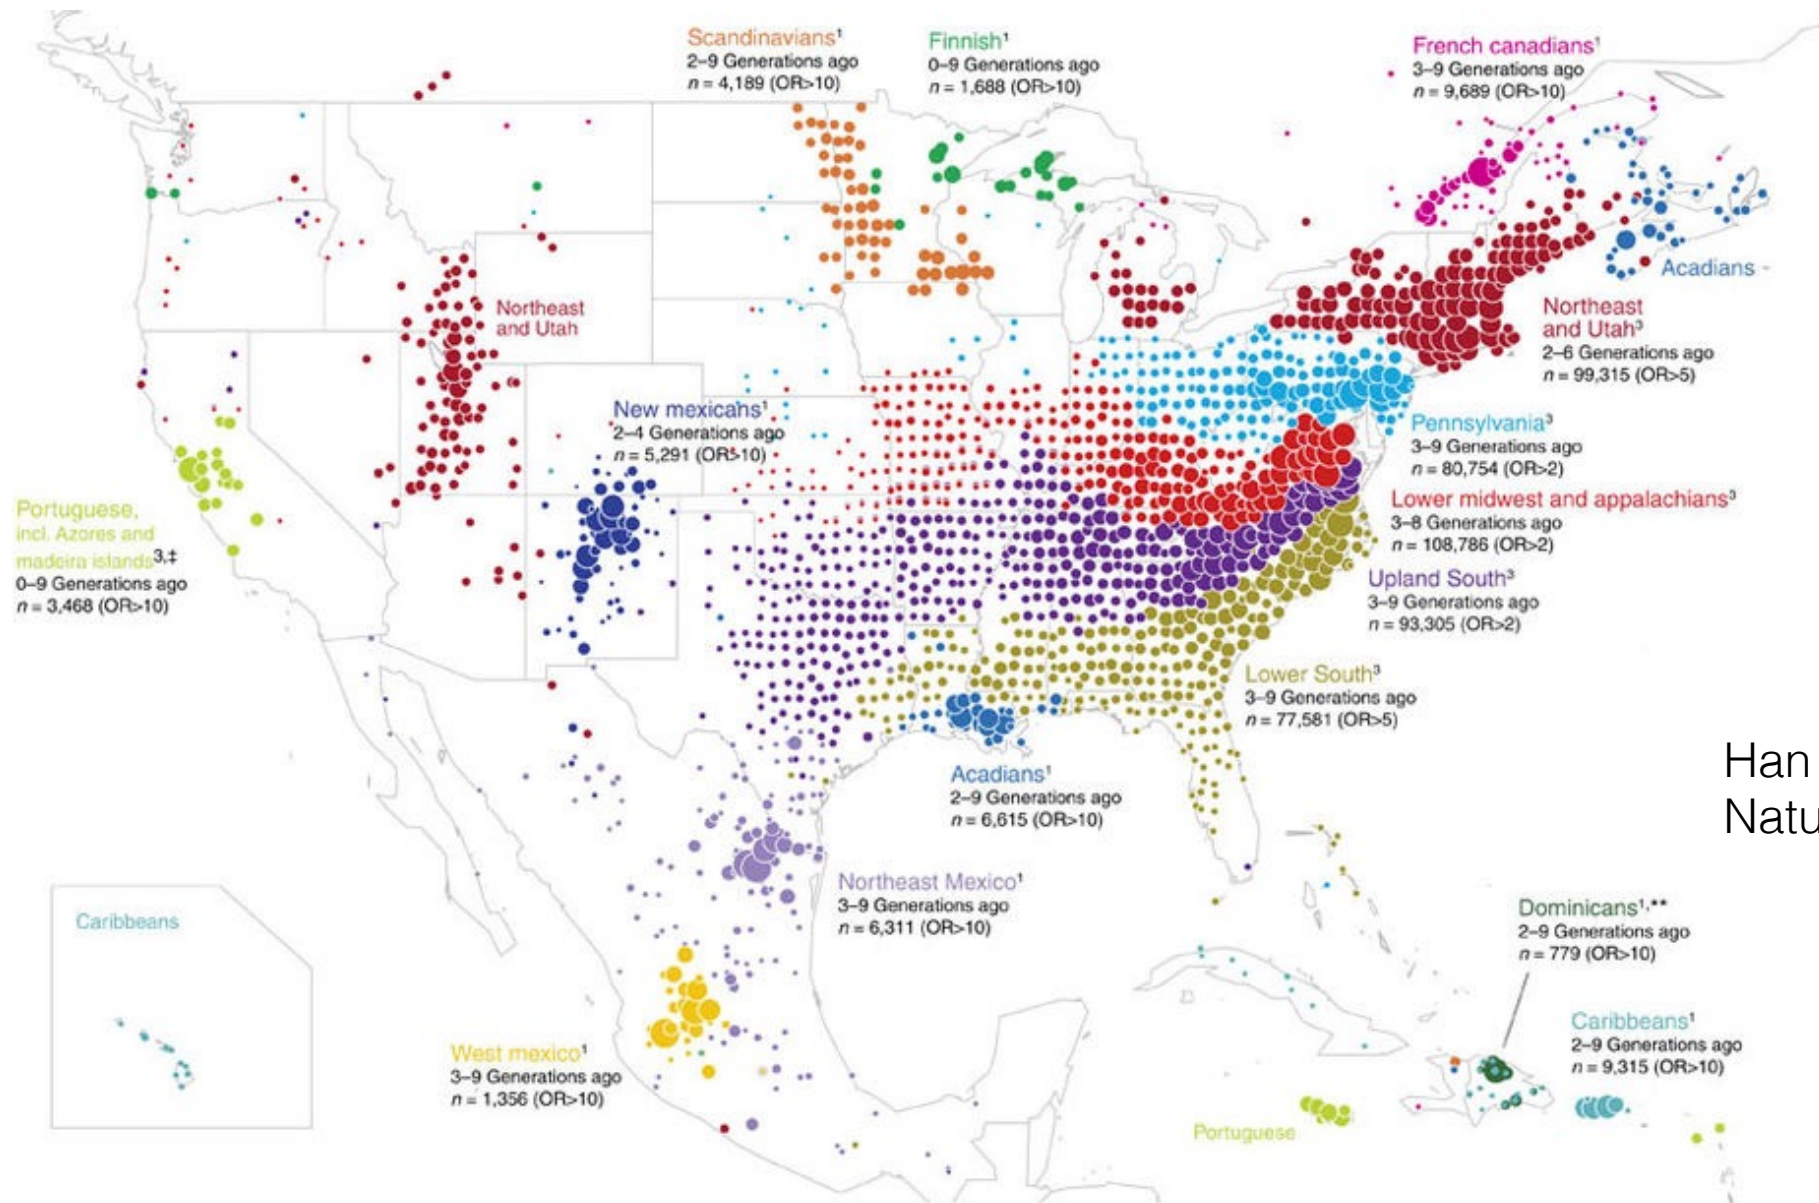 Scandinavians¹
2–9 Generations ago
n = 4,189 (OR>10)
Finnish¹
0–9 Generations ago
n = 1,688 (OR>10)
French canadians¹
3–9 Generations ago
n = 9,689 (OR>10)
Acadians
Northeast
and Utah
Northeast
and Utah³
2–6 Generations ago
n = 99,315 (OR>5)
New mexicans¹
2–4 Generations ago
n = 5,291 (OR>10)
Pennsylvania³
3–9 Generations ago
n = 80,754 (OR>2)
Portuguese,
incl. Azores and
madeira islands³,‡
0–9 Generations ago
n = 3,468 (OR>10)
Lower midwest and appalachians³
3–8 Generations ago
n = 108,786 (OR>2)
Upland South³
3–9 Generations ago
n = 93,305 (OR>2)
Lower South³
3–9 Generations ago
n = 77,581 (OR>5)
Acadians¹
2–9 Generations ago
n = 6,615 (OR>10)
Han
Natu
Northeast Mexico¹
3–9 Generations ago
n = 6,311 (OR>10)
Caribbeans
Dominicans¹,**
2–9 Generations ago
n = 779 (OR>10)
West mexico¹
3–9 Generations ago
n = 1,356 (OR>10)
Caribbeans¹
2–9 Generations ago
n = 9,315 (OR>10)
Portuguese